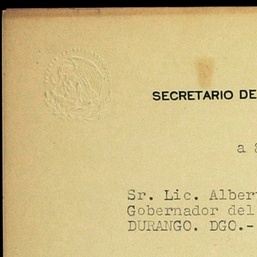 SECRETARIO DE
a
Sr. Lic.
Gobernador del
DURANGO. DGO.-